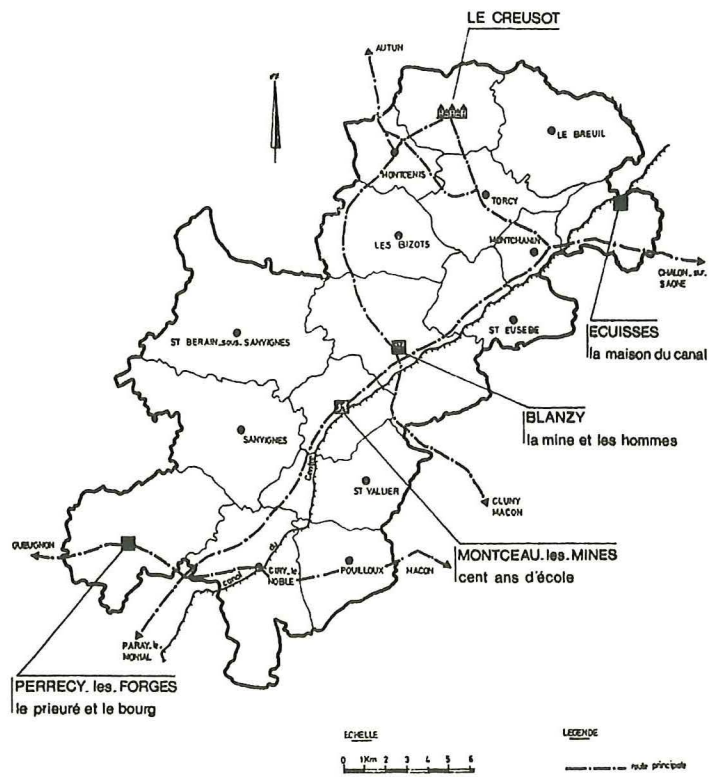 LE CREUSOT
AUTUN
LE BREUIL
MONTCENIS
TORCY
LES BIZOTS
MONTCHANIN
CHALON-sur-
SAONE
ST EUSEBE
ECUISSES
la maison du canal
ST BERAIN-sous-SANVIGNES
BLANZY
la mine et les hommes
SANVIGNES
CLUNY
MACON
ST VALLIER
GUEUGNON
CIRY-le-
NOBLE
POUILLOUX
MACON
MONTCEAU.les.MINES
cent ans d'école
canal
PARAY-le-
MONIAL
PERRECY.les.FORGES
le prieuré et le bourg
ECHELLE
0 1Km 2 3 4 5 6
LEGENDE
route principale